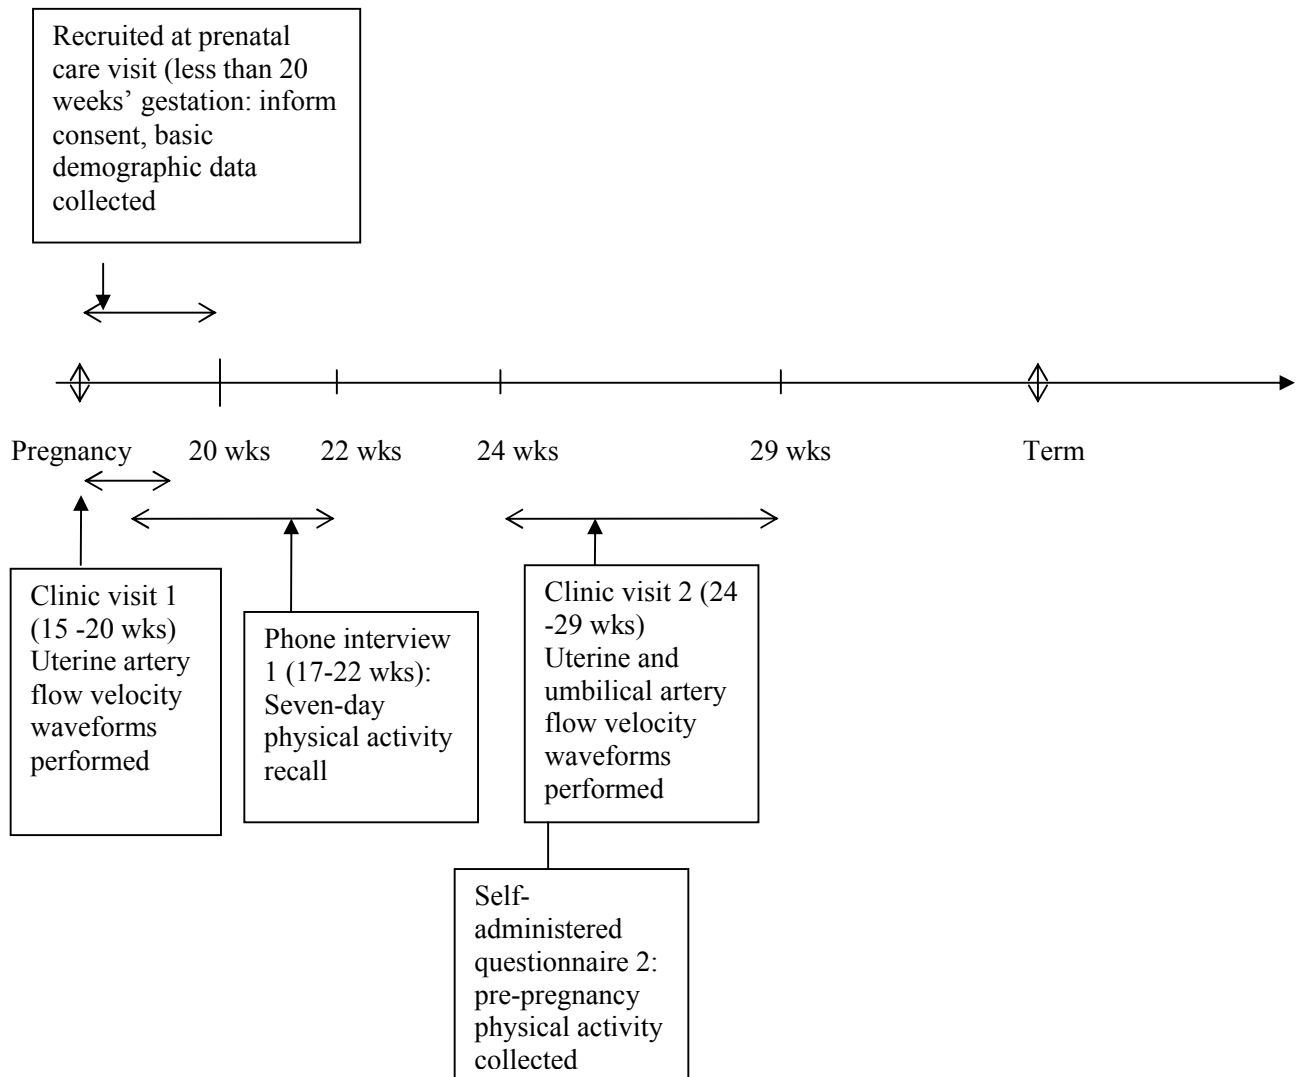 Recruited at prenatal
care visit (less than 20
weeks’ gestation: inform
consent, basic
demographic data
collected
Pregnancy
20 wks
22 wks
24 wks
29 wks
Term
Clinic visit 1
(15 -20 wks)
Uterine artery
flow velocity
waveforms
performed
Phone interview
1 (17-22 wks):
Seven-day
physical activity
recall
Clinic visit 2 (24
-29 wks)
Uterine and
umbilical artery
flow velocity
waveforms
performed
Self-
administered
questionnaire 2:
pre-pregnancy
physical activity
collected